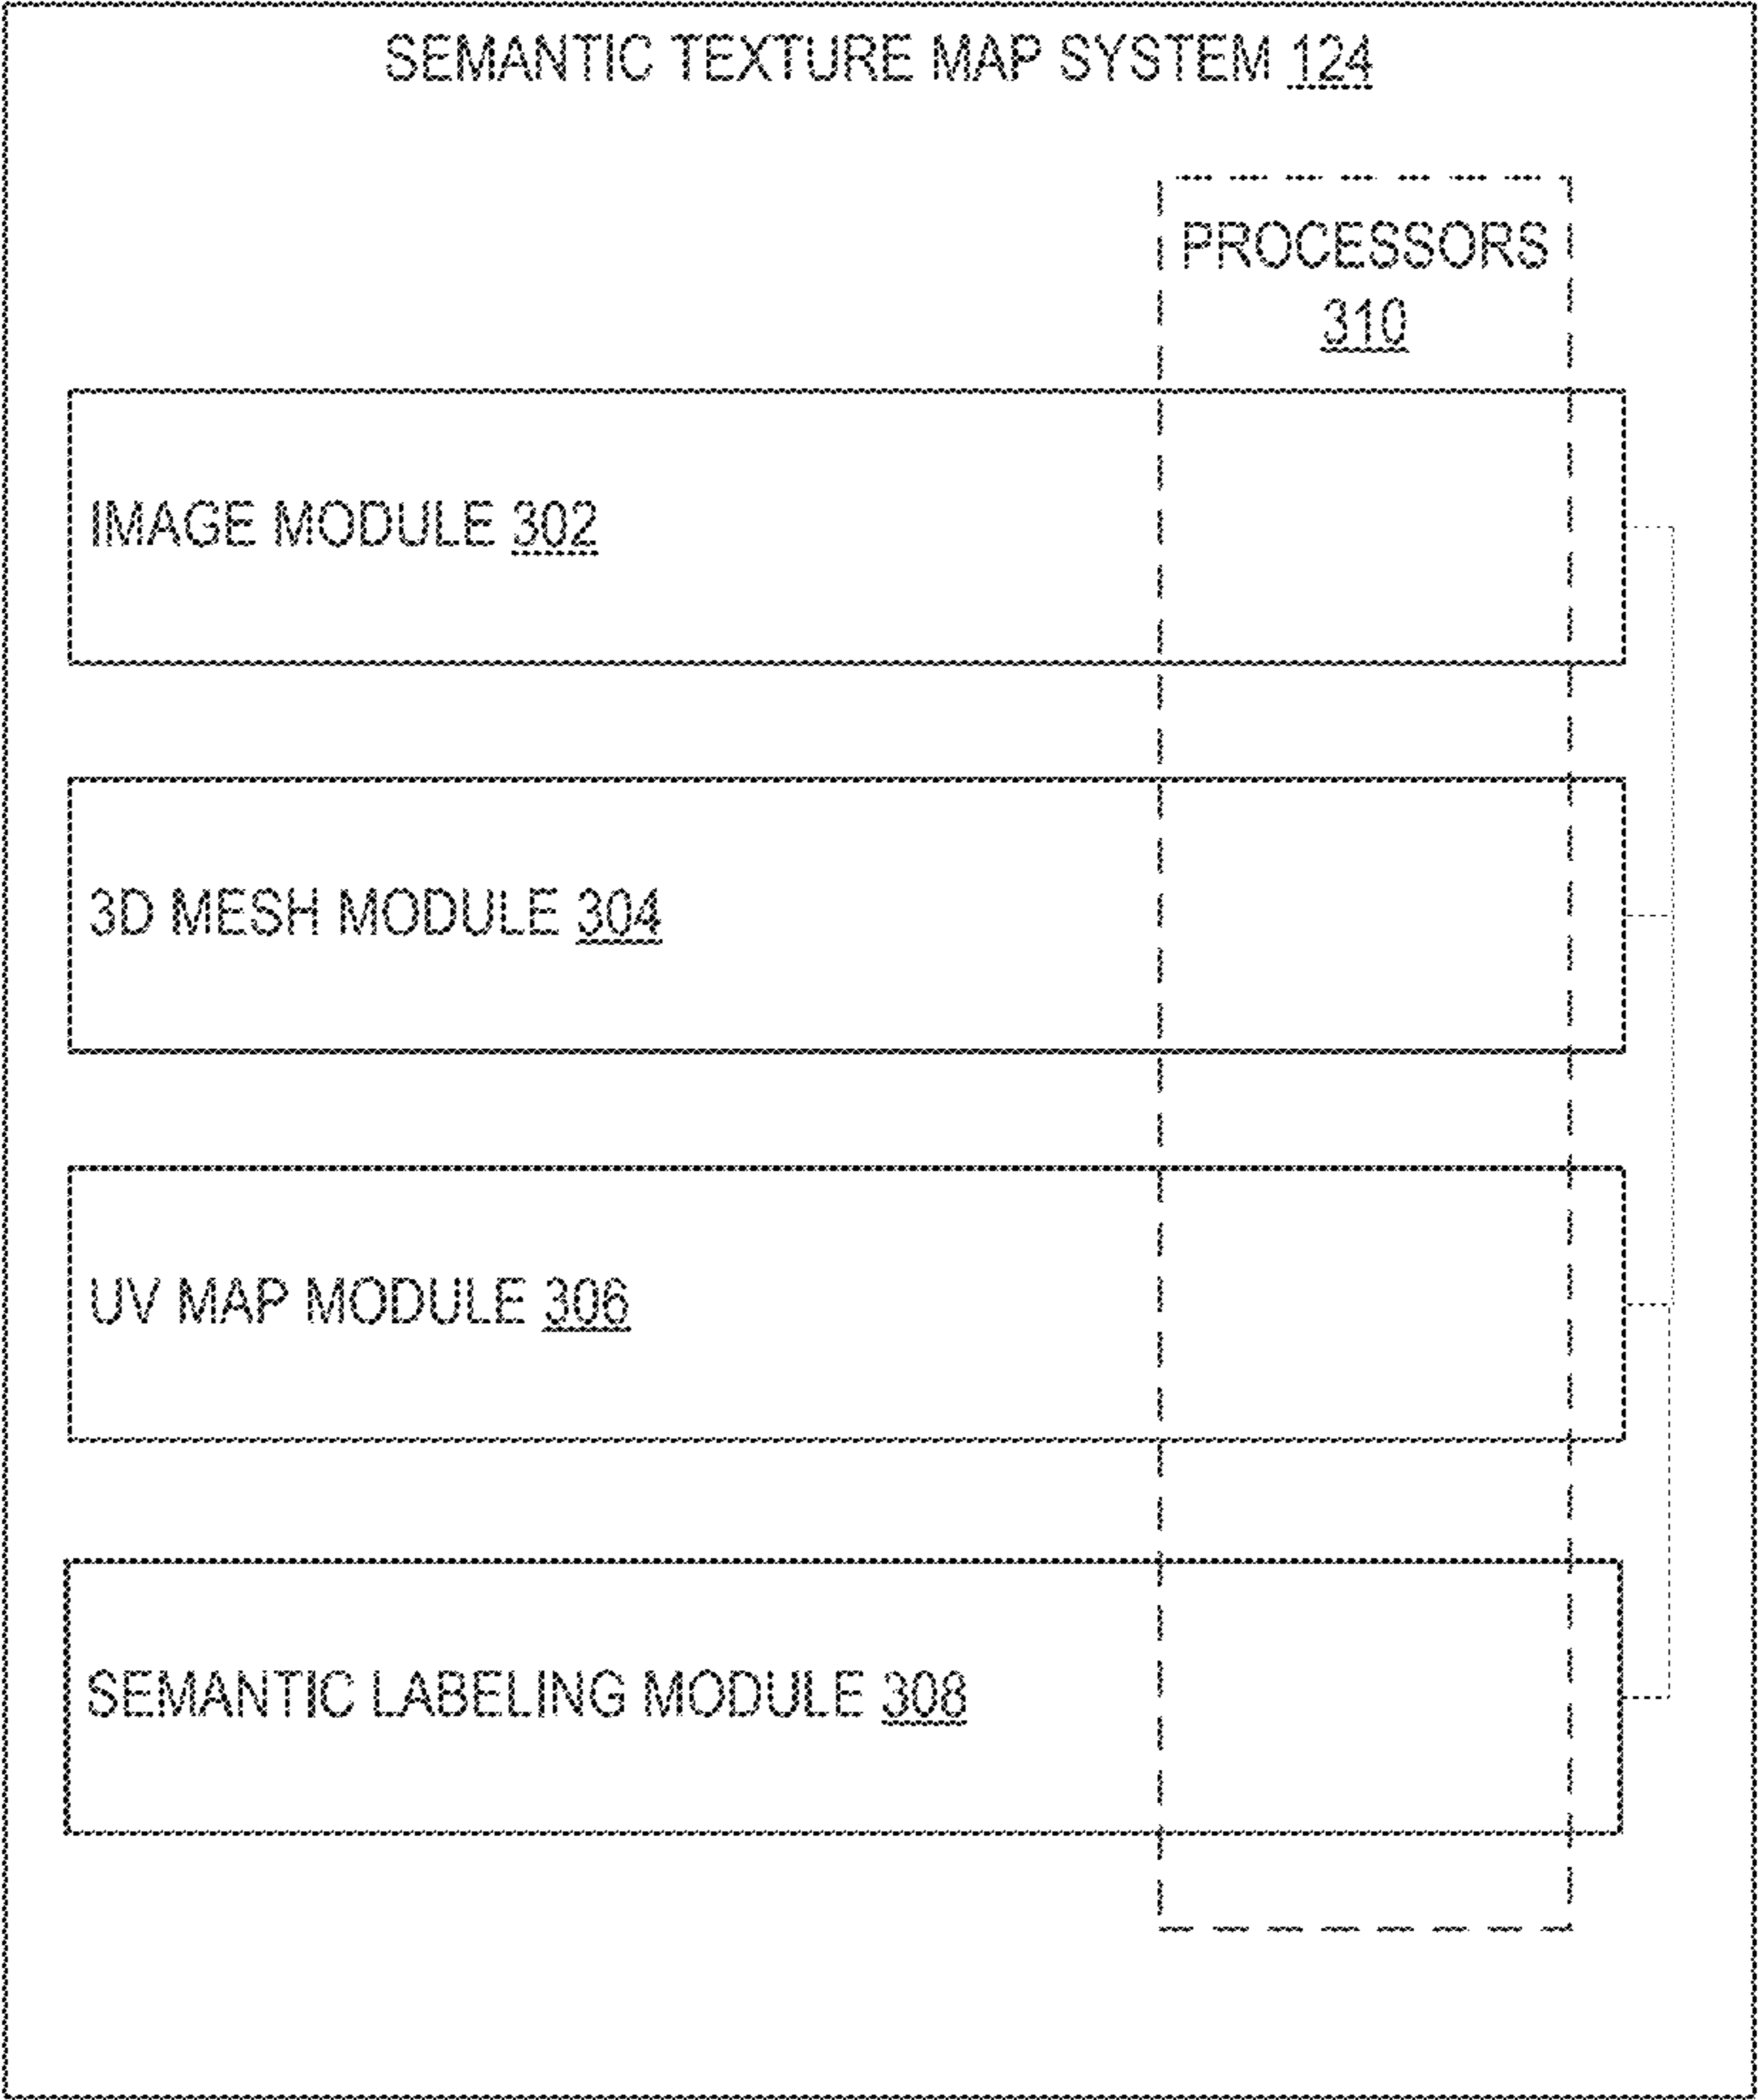 SEMANTIC TEXTURE MAP SYSTEM 124
PROCESSORS
310
IMAGE MODULE 302
3D MESH MODULE 304
UV MAP MODULE 306
SEMANTIC LABELING MODULE 308